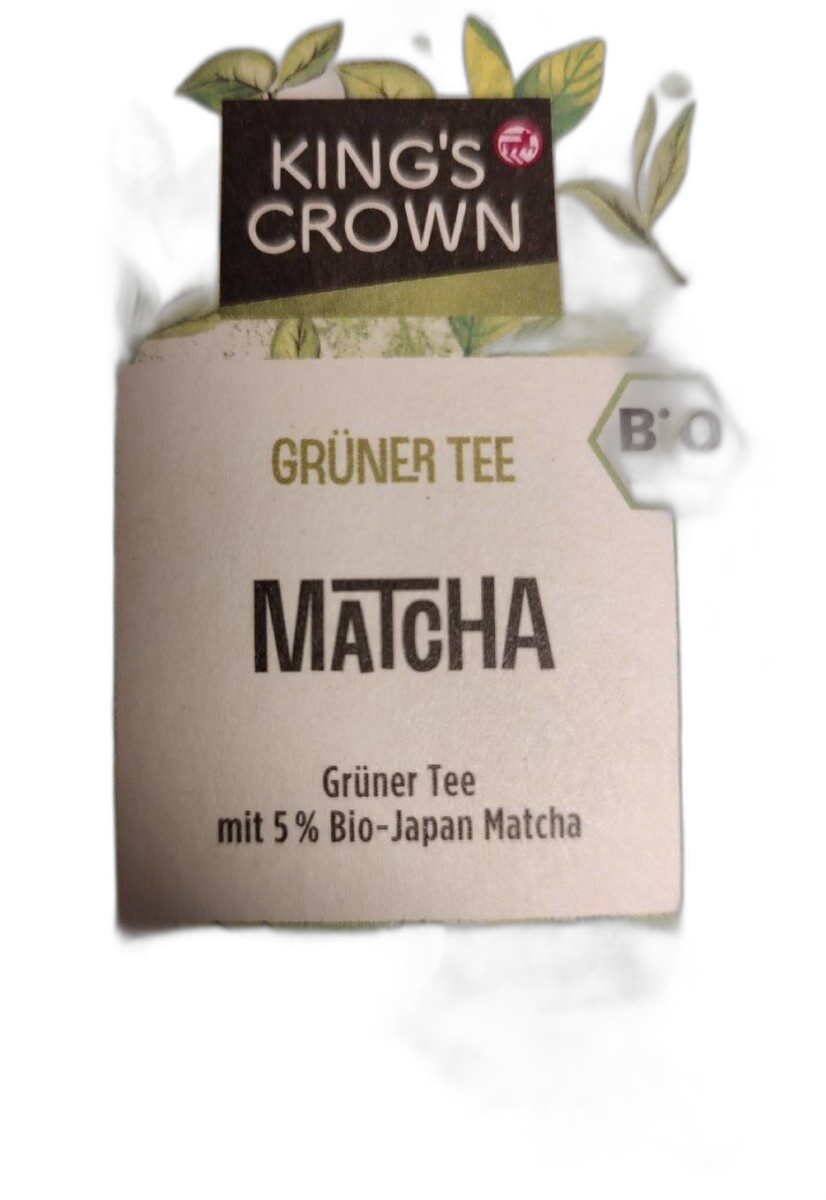 KING'S
CROWN
GRÜNER TEE
BiO
MATCHA
Grüner Tee
mit 5 % Bio-Japan Matcha